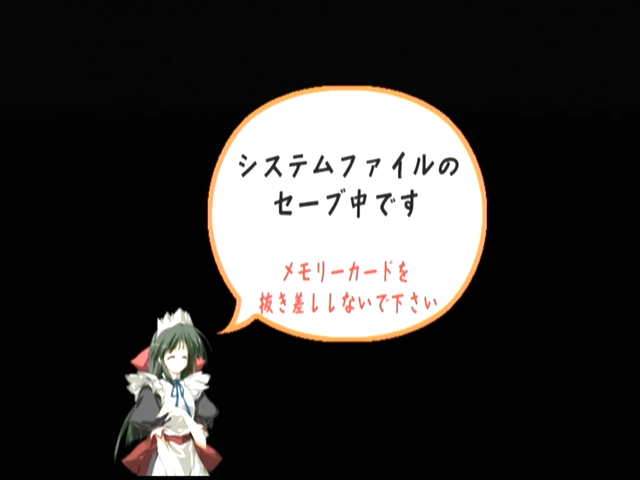 システムファイルの
セーブ中です
メモリーカードを
抜き差ししないで下さい